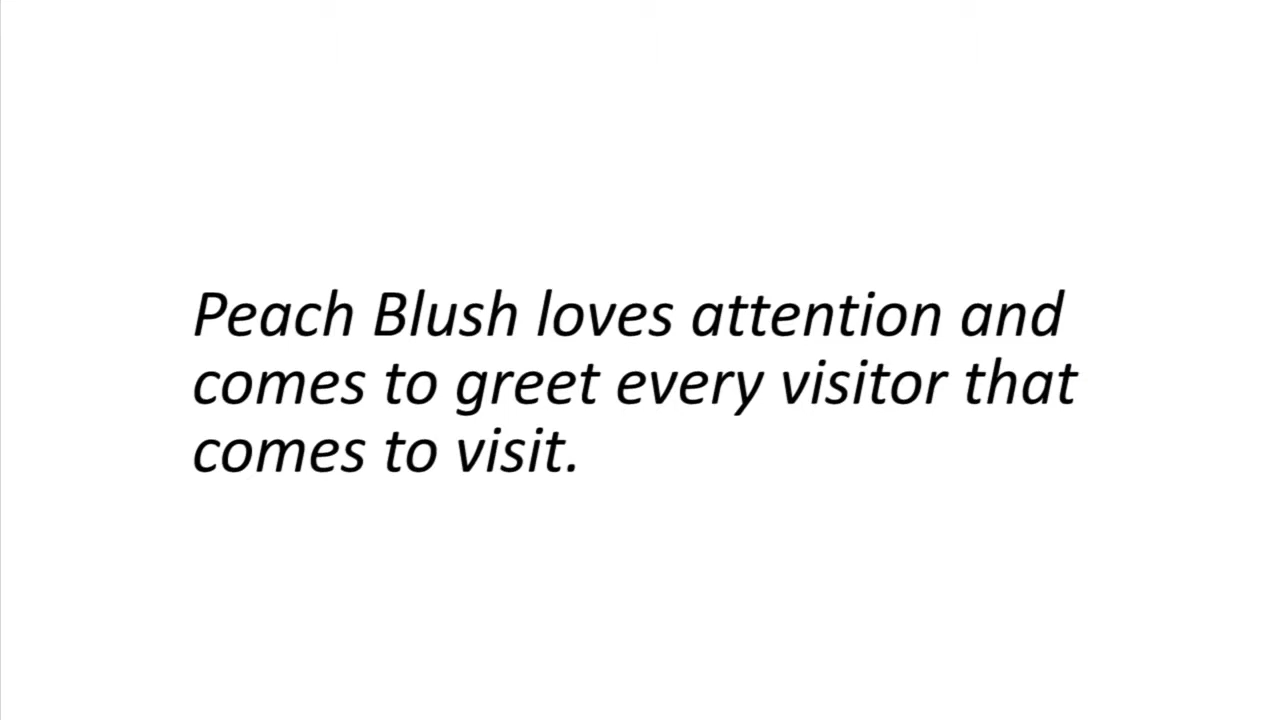 Peach Blush loves attention and
comes to greet every visitor that
comes to visit.